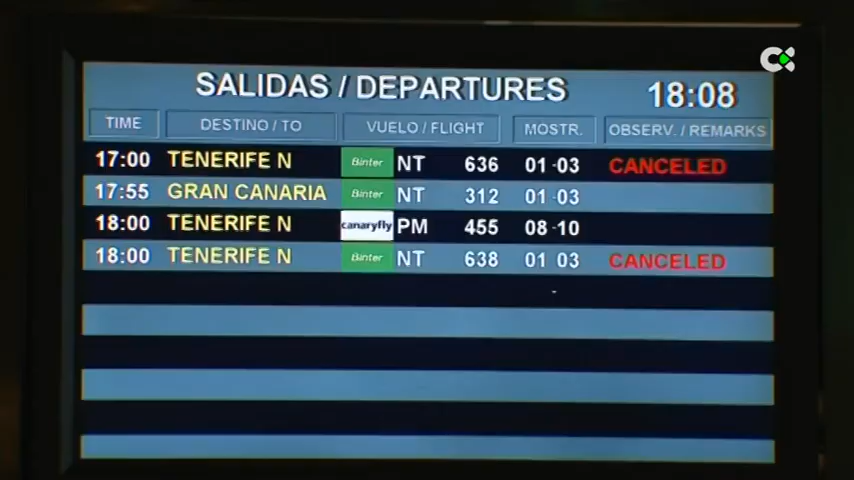 SALIDAS / DEPARTURES 18:08
TIME DESTINO / TO VUELO / FLIGHT MOSTR. OBSERV. / REMARKS
17:00 TENERIFE N Binter NT 636 01-03 CANCELED
17:55 GRAN CANARIA Binter NT 312 01-03
18:00 TENERIFE N canaryfly PM 455 08-10
18:00 TENERIFE N Binter NT 638 01 03 CANCELED